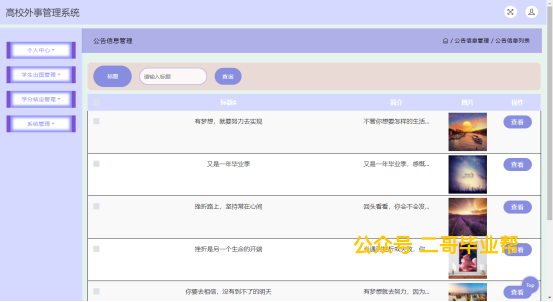 高校外事管理系统
个人中心
公告信息管理
/ 公告信息管理 / 公告信息列表
学生出国管理
标题
请输入标题
查询
系统管理
标题
简介
图片
操作
有梦想，就要努力去实现
不管你想要怎样的生活...
查看
又是一年毕业季
又是一年毕业季，感慨...
查看
挫折路上，坚持常在心间
回头看看，你会不会发...
查看
挫折是另一个生命的开端
公众号 二哥毕业帮
查看
你要去相信，没有到不了的明天
有梦想就去努力，因为...
查看
Top